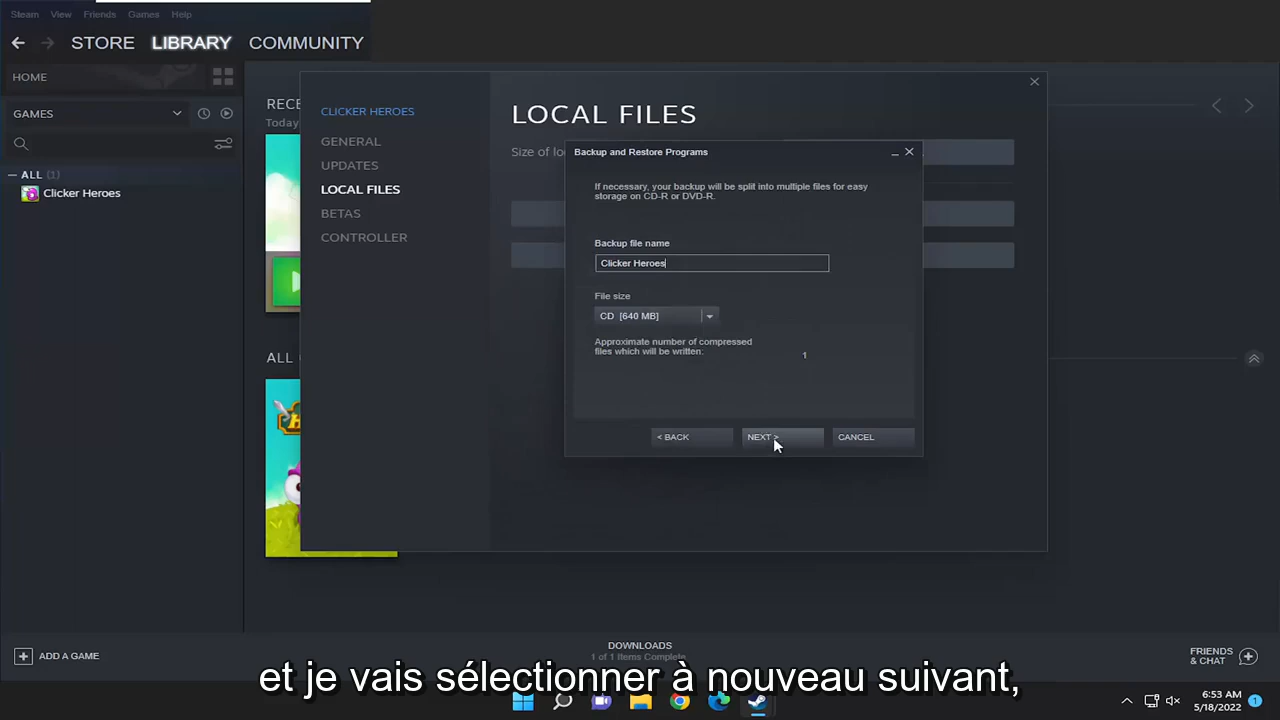 Steam View Friends Games Help
STORE LIBRARY COMMUNITY
HOME
GAMES
ALL (1)
Clicker Heroes
RECE
Today
ALL
CLICKER HEROES
GENERAL
UPDATES
LOCAL FILES
BETAS
CONTROLLER
LOCAL FILES
Size of lo
Backup and Restore Programs
If necessary, your backup will be split into multiple files for easy
storage on CD-R or DVD-R.
Backup file name
Clicker Heroes
File size
CD [640 MB]
Approximate number of compressed
files which will be written:
1
< BACK NEXT > CANCEL
ADD A GAME
DOWNLOADS
1 of 1 Items Complete
FRIENDS
& CHAT
et je vais sélectionner à nouveau suivant,
6:53 AM
5/18/2022
1